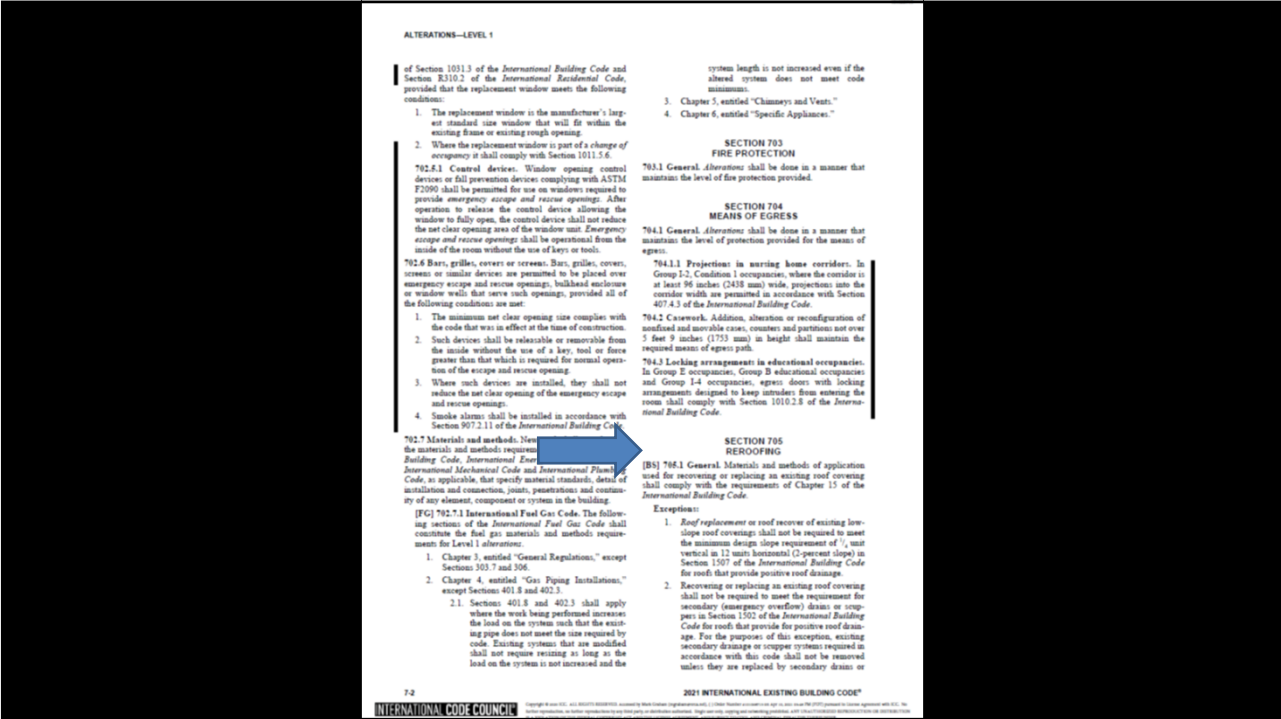 ALTERATIONS—LEVEL 1
of Section 1031.3 of the International Building Code and
Section R310.2 of the International Residential Code,
provided that the replacement window meets the following
conditions:
1. The replacement window is the manufacturer's larg-
est standard size window that will fit within the
existing frame or existing rough opening.
2. Where the replacement window is part of a change of
occupancy it shall comply with Section 1011.5.6.
702.5.1 Control devices. Window opening control
devices or fall prevention devices complying with ASTM
F2090 shall be permitted for use on windows required to
provide emergency escape and rescue openings. After
operation to release the control device allowing the
window to fully open, the control device shall not reduce
the net clear opening area of the window unit. Emergency
escape and rescue openings shall be operational from the
inside of the room without the use of keys or tools.
702.6 Bars, grilles, covers or screens. Bars, grilles, covers,
screens or similar devices are permitted to be placed over
emergency escape and rescue openings, bulkhead enclosure
or window wells that serve such openings, provided all of
the following conditions are met:
1. The minimum net clear opening size complies with
the code that was in effect at the time of construction.
2. Such devices shall be releasable or removable from
the inside without the use of a key, tool or force
greater than that which is required for normal opera-
tion of the escape and rescue opening.
3. Where such devices are installed, they shall not
reduce the net clear opening of the emergency escape
and rescue openings.
4. Smoke alarms shall be installed in accordance with
Section 907.2.11 of the International Building Code.
702.7 Materials and methods.
the materials and methods
Building Code, International
International Mechanical Code and International Plumbing
Code, as applicable, that specify material standards, detail of
installation and connection, joints, penetrations and continu-
ity of any element, component or system in the building.
[FG] 702.7.1 International Fuel Gas Code. The follow-
ing sections of the International Fuel Gas Code shall
constitute the fuel gas materials and methods require-
ments for Level 1 alterations.
1. Chapter 3, entitled "General Regulations," except
Sections 303.7 and 306.
2. Chapter 4, entitled "Gas Piping Installations,"
except Sections 401.8 and 402.3.
2.1. Sections 401.8 and 402.3 shall apply
where the work being performed increases
the load on the system such that the exist-
ing pipe does not meet the size required by
code. Existing systems that are modified
shall not require resizing as long as the
load on the system is not increased and the
system length is not increased even if the
altered system does not meet code
minimums.
3. Chapter 5, entitled "Chimneys and Vents."
4. Chapter 6, entitled "Specific Appliances."
SECTION 703
FIRE PROTECTION
703.1 General. Alterations shall be done in a manner that
maintains the level of fire protection provided.
SECTION 704
MEANS OF EGRESS
704.1 General. Alterations shall be done in a manner that
maintains the level of protection provided for the means of
egress.
704.1.1 Projections in nursing home corridors. In
Group I-2, Condition 1 occupancies, where the corridor is
at least 96 inches (2438 mm) wide, projections into the
corridor width are permitted in accordance with Section
407.4.3 of the International Building Code.
704.2 Casework. Addition, alteration or reconfiguration of
nonfixed and movable cases, counters and partitions not over
5 feet 9 inches (1753 mm) in height shall maintain the
required means of egress path.
704.3 Locking arrangements in educational occupancies.
In Group E occupancies, Group B educational occupancies
and Group I-4 occupancies, egress doors with locking
arrangements designed to keep intruders from entering the
room shall comply with Section 1010.2.8 of the Interna-
tional Building Code.
SECTION 705
REROOFING
[BS] 705.1 General. Materials and methods of application
used for recovering or replacing an existing roof covering
shall comply with the requirements of Chapter 15 of the
International Building Code.
Exceptions:
1. Roof replacement or roof recover of existing low-
slope roof coverings shall not be required to meet
the minimum design slope requirement of 1/4 unit
vertical in 12 units horizontal (2-percent slope) in
Section 1507 of the International Building Code
for roofs that provide positive roof drainage.
2. Recovering or replacing an existing roof covering
shall not be required to meet the requirement for
secondary (emergency overflow) drains or scup-
pers in Section 1502 of the International Building
Code for roofs that provide for positive roof drain-
age. For the purposes of this exception, existing
secondary drainage or scupper systems required in
accordance with this code shall not be removed
unless they are replaced by secondary drains or
7-2
2021 INTERNATIONAL EXISTING BUILDING CODE®
INTERNATIONAL CODE COUNCIL